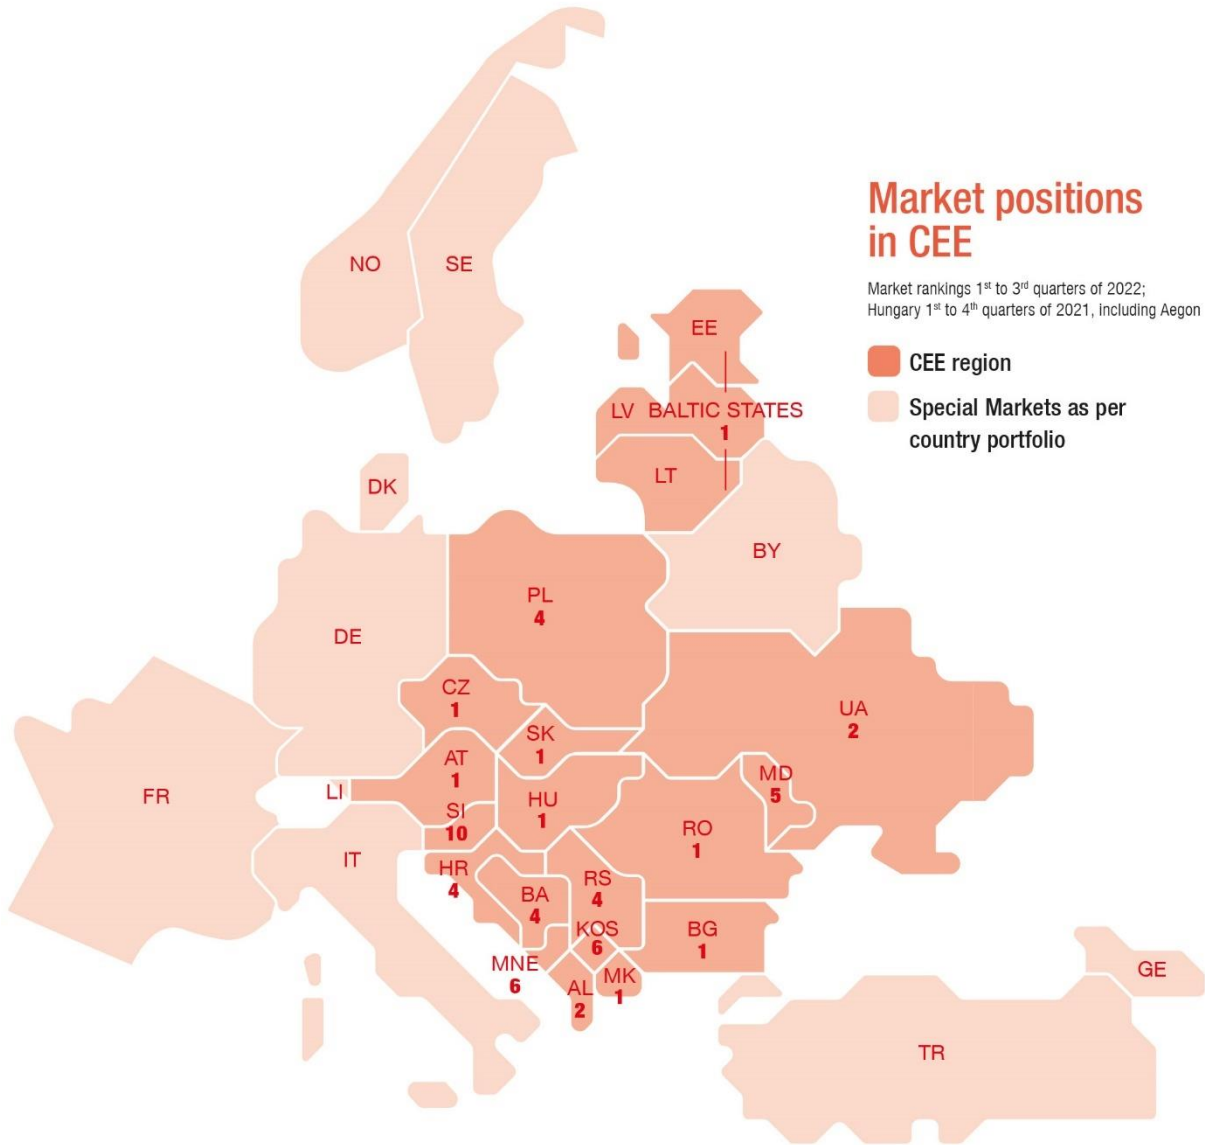 Market positions
in CEE
Market rankings 1st to 3rd quarters of 2022;
Hungary 1st to 4th quarters of 2021, including Aegon
CEE region
Special Markets as per
country portfolio
NO
SE
EE
LV
BALTIC STATES
1
LT
DK
BY
PL
4
DE
CZ
1
UA
2
SK
1
AT
1
MD
5
LI
FR
HU
1
SI
10
RO
1
IT
HR
4
BA
4
RS
4
KOS
6
BG
1
MNE
6
AL
2
MK
1
GE
TR